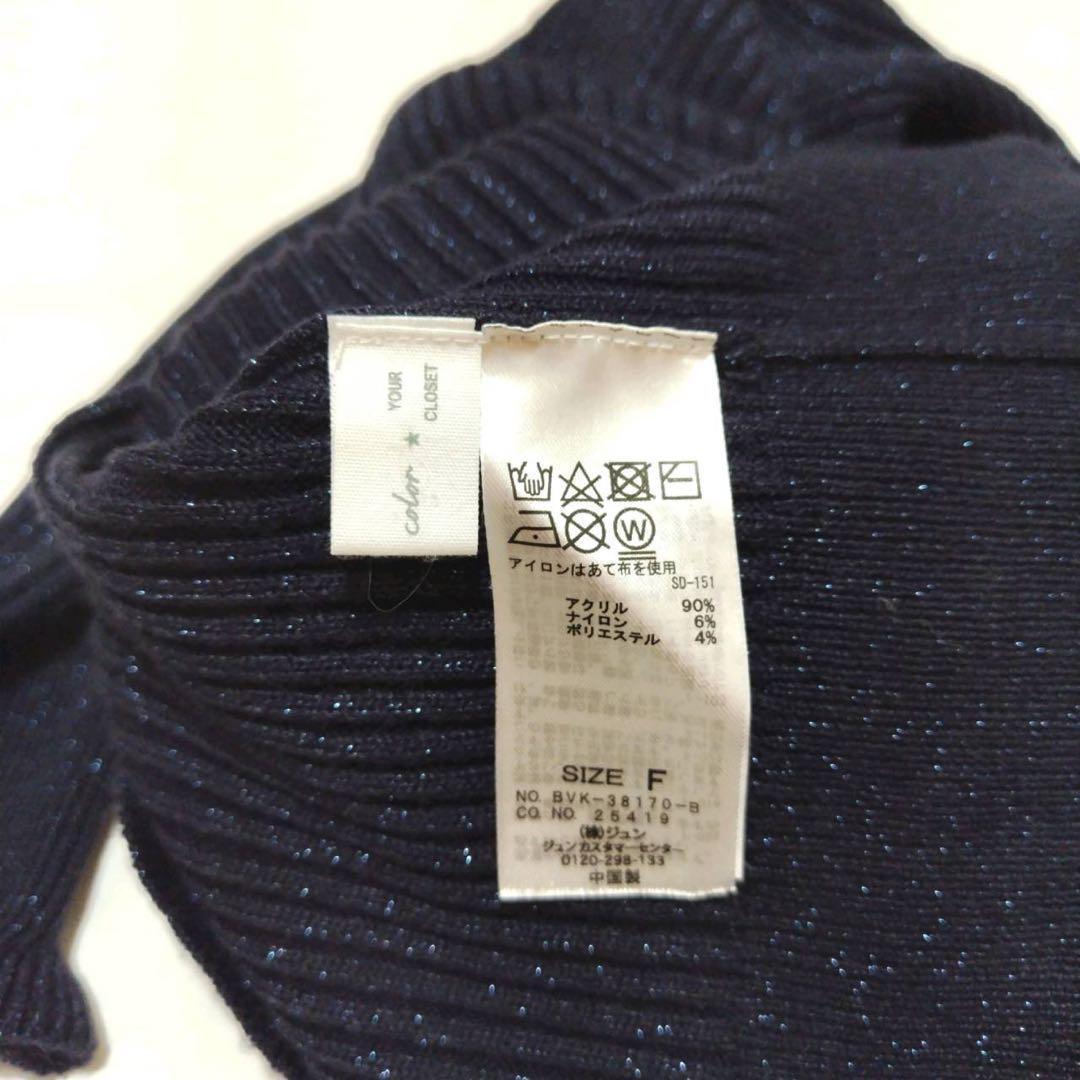 YOUR
CLOSET
color ★
W
アイロンはあて布を使用
SD-151
アクリル 90%
ナイロン 6%
ポリエステル 4%
SIZE F
NO. BVK-38170-B
CO. NO. 25419
(株)ジュン
ジュンカスタマーセンター
0120-298-133
中国製